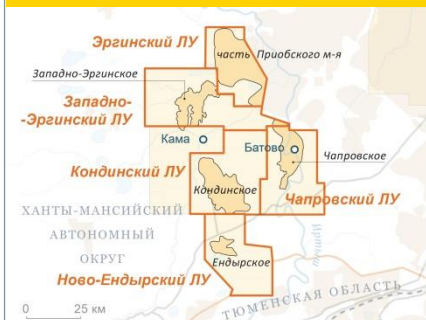 Эргинский ЛУ
часть Приобского м-я
Западно-Эргинское
Западно-
-Эргинский ЛУ
Кама
Батово
Чапровское
Кондинский ЛУ
Кондинское
Чапровский ЛУ
ХАНТЫ-МАНСИЙСКИЙ
АВТОНОМНЫЙ
ОКРУГ
Иртыш
Ендырское
Ново-Ендырский ЛУ
ТЮМЕНСКАЯ ОБЛАСТЬ
0 25 км